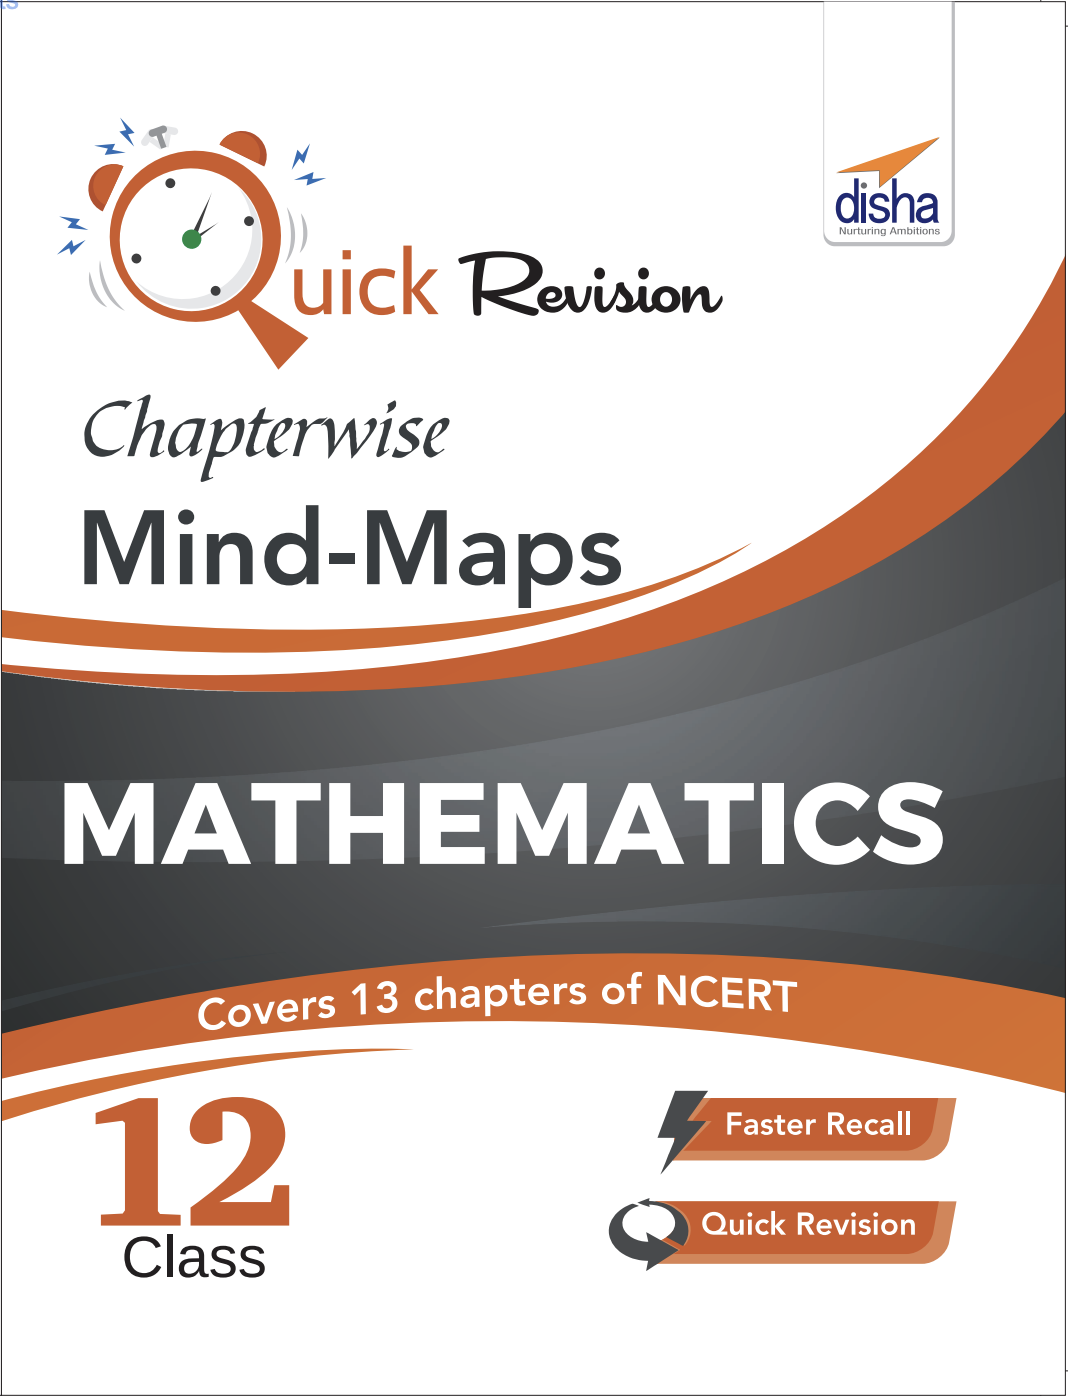 disha
Nurturing Ambitions
Quick Revision
Chapterwise
Mind-Maps
MATHEMATICS
Covers 13 chapters of NCERT
12
Class
Faster Recall
Quick Revision